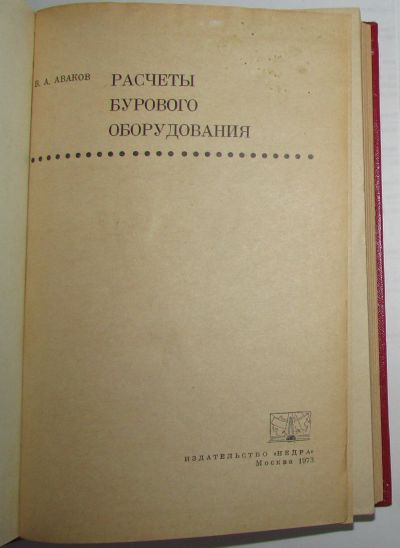 В. А. АВАКОВ
РАСЧЕТЫ
БУРОВОГО
ОБОРУДОВАНИЯ
ИЗДАТЕЛЬСТВО «НЕДРА»
Москва 1973